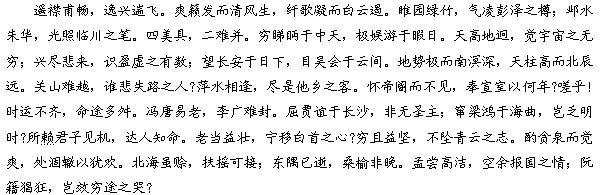 遥襟甫畅，逸兴遄飞。爽籁发而清风生，纤歌凝而白云遏。睢园绿竹，气凌彭泽之樽；邺水
朱华，光照临川之笔。四美具，二难并。穷睇眄于中天，极娱游于暇日。天高地迥，觉宇宙之无
穷；兴尽悲来，识盈虚之有数；望长安于日下，目吴会于云间。地势极而南溟深，天柱高而北辰
远。关山难越，谁悲失路之人?萍水相逢，尽是他乡之客。怀帝阍而不见，奉宣室以何年?嗟乎！
时运不齐，命途多舛。冯唐易老，李广难封。屈贾谊于长沙，非无圣主；窜梁鸿于海曲，岂乏明
时?所赖君子见机，达人知命。老当益壮，宁移白首之心?穷且益坚，不坠青云之志。酌贪泉而觉
爽，处涸辙以犹欢。北海虽赊，扶摇可接；东隅已逝，桑榆非晚。孟尝高洁，空余报国之情；阮
籍猖狂，岂效穷途之哭?